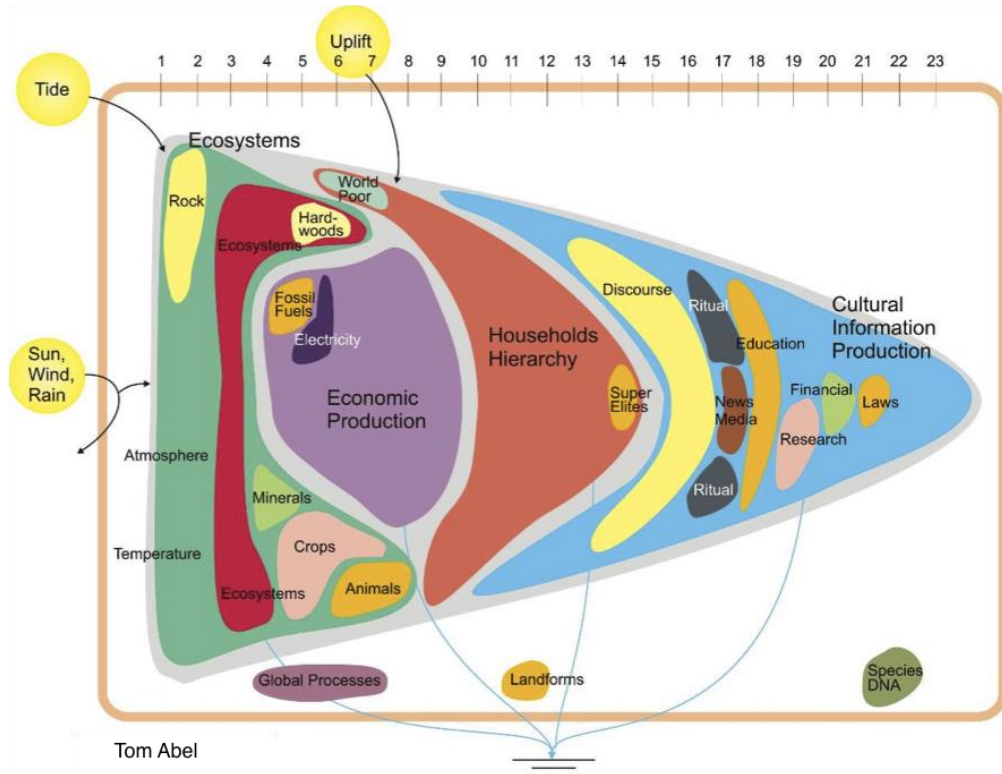 Uplift
Tide
1 2 3 4 5 6 7 8 9 10 11 12 13 14 15 16 17 18 19 20 21 22 23
Ecosystems
World
Poor
Rock
Hard-
woods
Ecosystems
Fossil
Fuels
Electricity
Discourse
Ritual
Cultural
Information
Production
Households
Hierarchy
Education
Sun,
Wind,
Rain
Economic
Production
Super
Elites
News
Media
Financial
Laws
Research
Atmosphere
Minerals
Ritual
Temperature
Crops
Animals
Ecosystems
Global Processes
Landforms
Species
DNA
Tom Abel